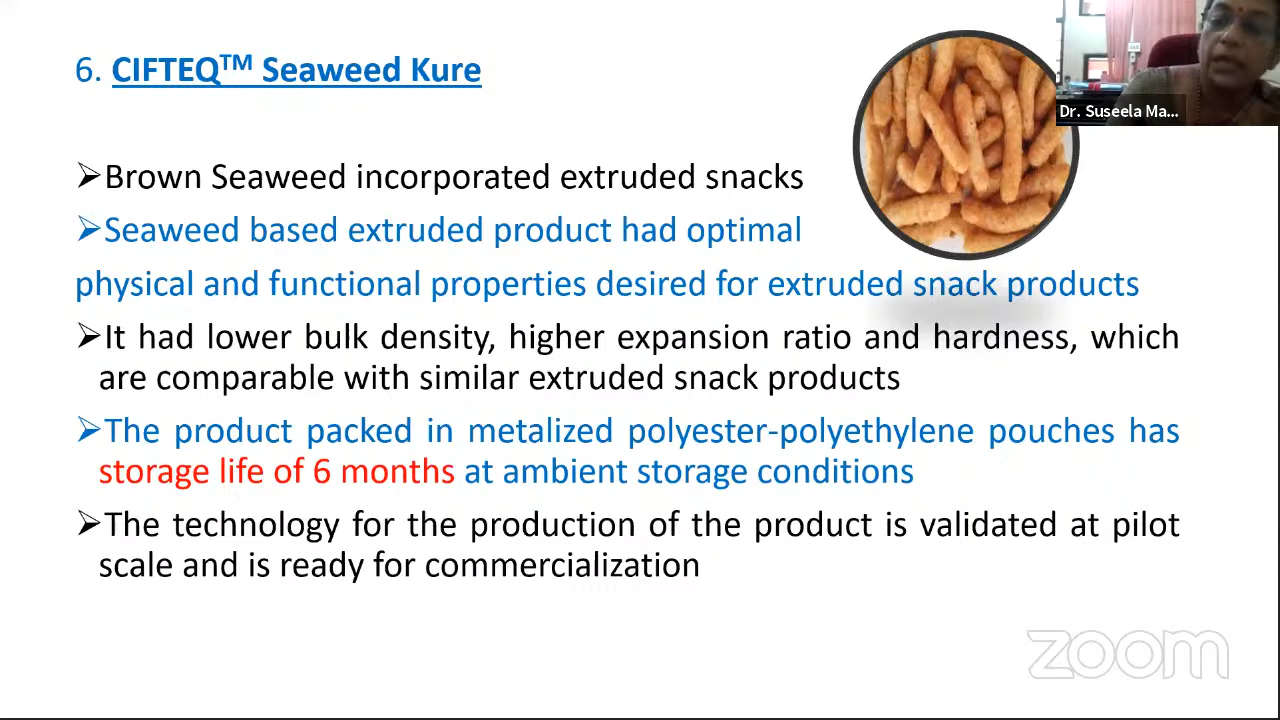 6. CIFTEQTM Seaweed Kure
Dr. Suseela Ma...
➢Brown Seaweed incorporated extruded snacks
➢Seaweed based extruded product had optimal
physical and functional properties desired for extruded snack products
➢It had lower bulk density, higher expansion ratio and hardness, which
are comparable with similar extruded snack products
➢The product packed in metalized polyester-polyethylene pouches has
storage life of 6 months at ambient storage conditions
➢The technology for the production of the product is validated at pilot
scale and is ready for commercialization
zoom